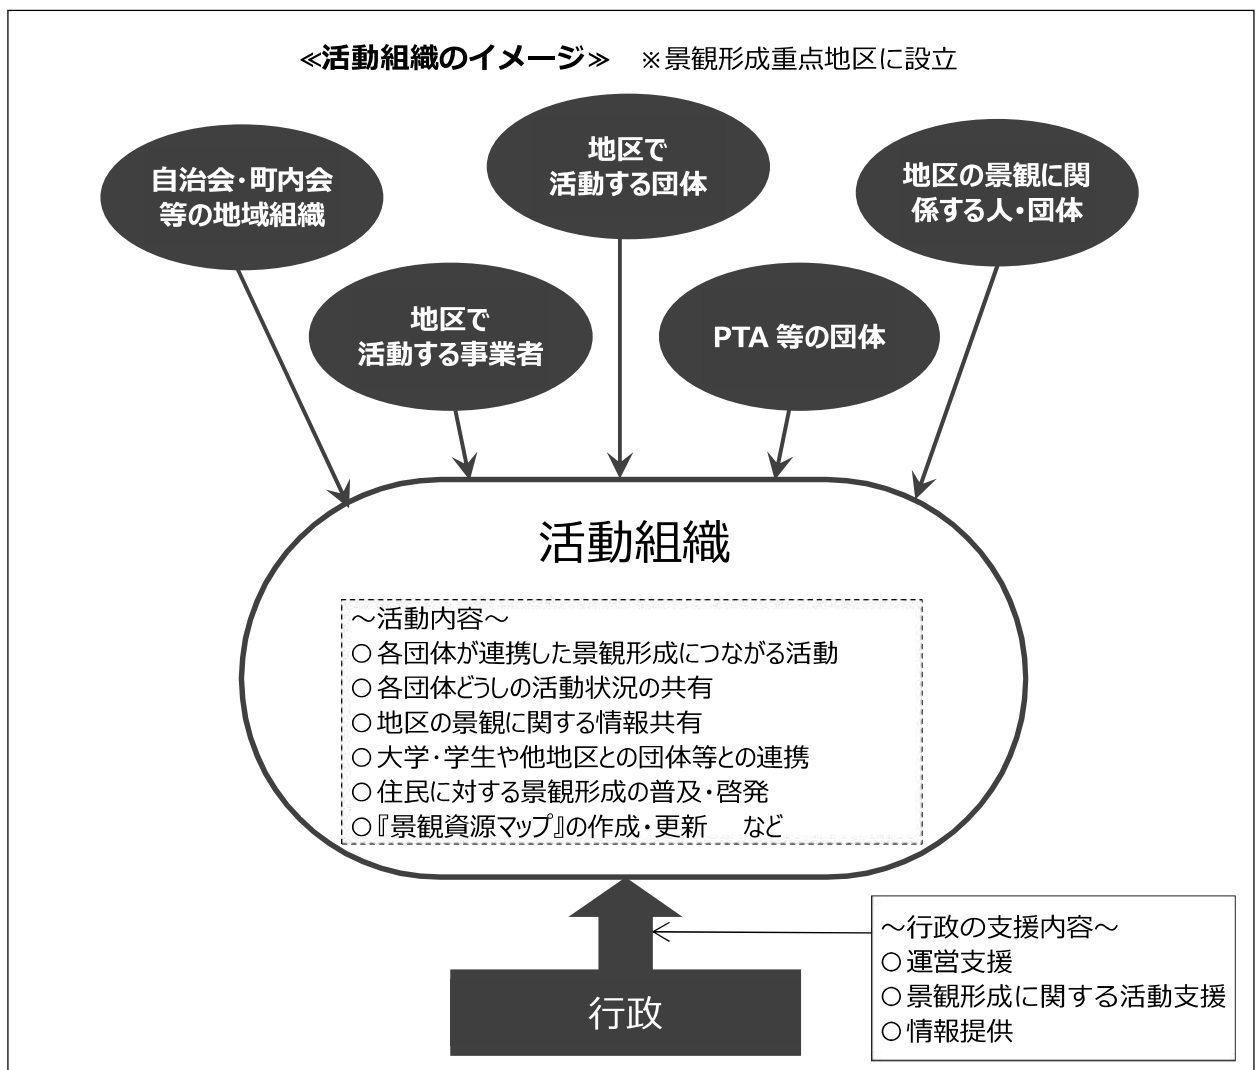 ≪活動組織のイメージ≫ ※景観形成重点地区に設立
自治会・町内会
等の地域組織
地区で
活動する団体
地区の景観に関
係する人・団体
地区で
活動する事業者
PTA 等の団体
活動組織
～活動内容～
○各団体が連携した景観形成につながる活動
○各団体どうしの活動状況の共有
○地区の景観に関する情報共有
○大学・学生や他地区との団体等との連携
○住民に対する景観形成の普及・啓発
○『景観資源マップ』の作成・更新 など
行政
～行政の支援内容～
○運営支援
○景観形成に関する活動支援
○情報提供